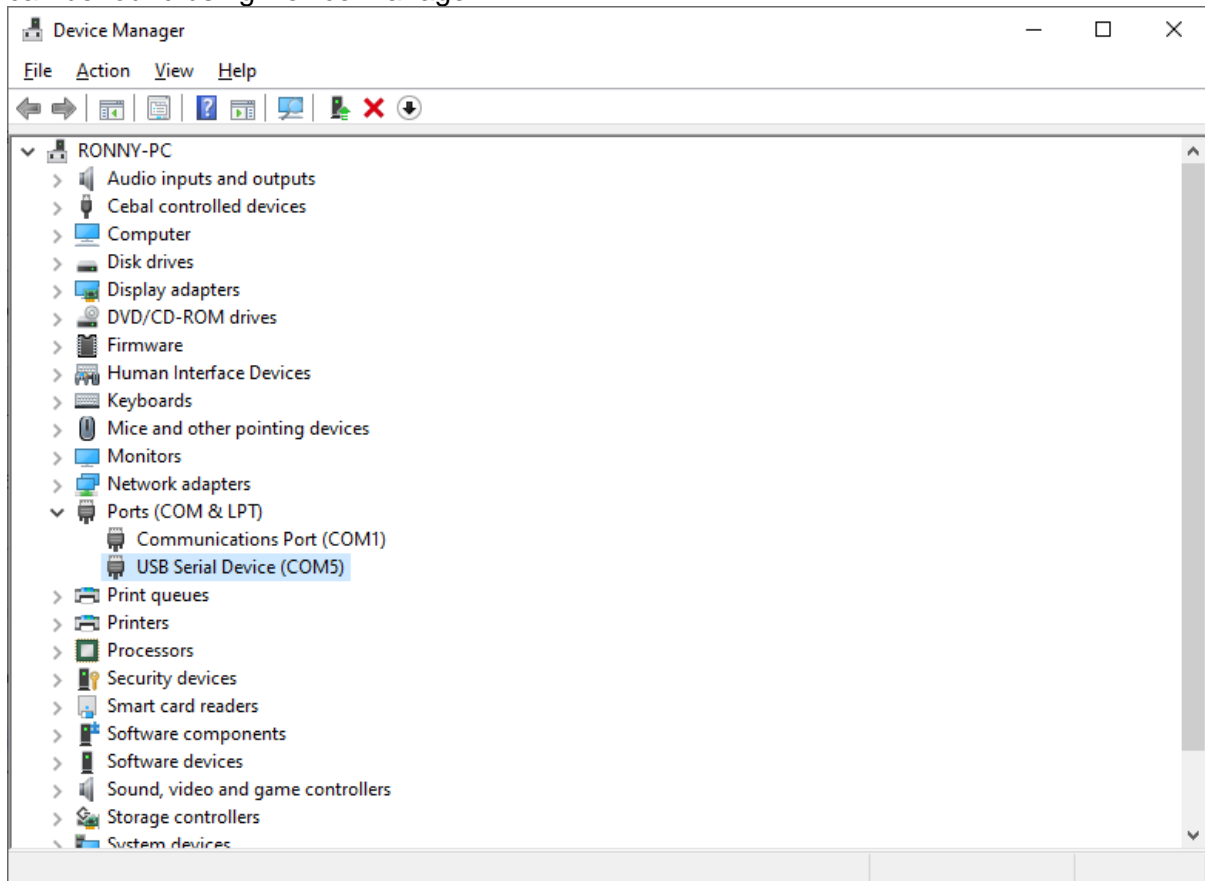 Device Manager
File Action View Help
RONNY-PC
Audio inputs and outputs
Cebal controlled devices
Computer
Disk drives
Display adapters
DVD/CD-ROM drives
Firmware
Human Interface Devices
Keyboards
Mice and other pointing devices
Monitors
Network adapters
Ports (COM & LPT)
Communications Port (COM1)
USB Serial Device (COM5)
Print queues
Printers
Processors
Security devices
Smart card readers
Software components
Software devices
Sound, video and game controllers
Storage controllers
System devices